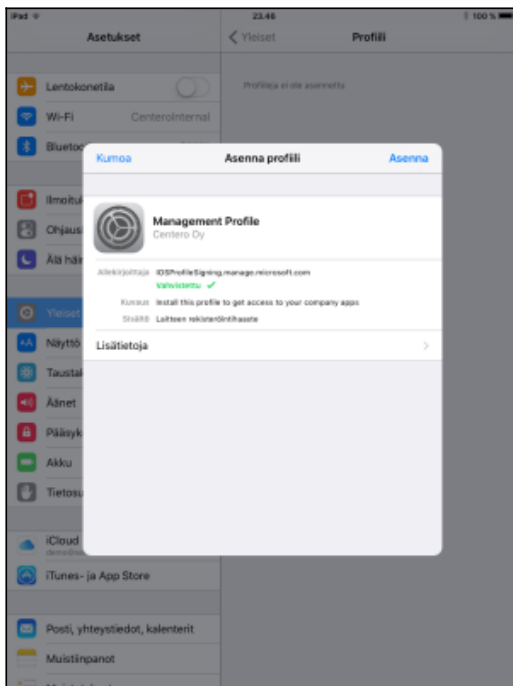 iPad
23.46
100 %
Asetukset
Yleiset
Profiili
Lentokonetila
Profiileja ei ole asennettu
Wi-Fi
CenteroInternal
Bluetoo
Kumoa
Asenna profiili
Asenna
Ilmoitu
Management Profile
Ohjaus
Centero Oy
Älä häir
Allekirjoittaja IOSProfileSigning.manage.microsoft.com
Vahvistettu ✓
Kuvaus Install this profile to get access to your company apps
Yleiset
Sisältö Laitteen rekisteröintihaaste
Näyttö
Lisätietoja
Taustak
Äänet
Pääsyk
Akku
Tietosu
iCloud
iTunes- ja App Store
Posti, yhteystiedot, kalenterit
Muistiinpanot